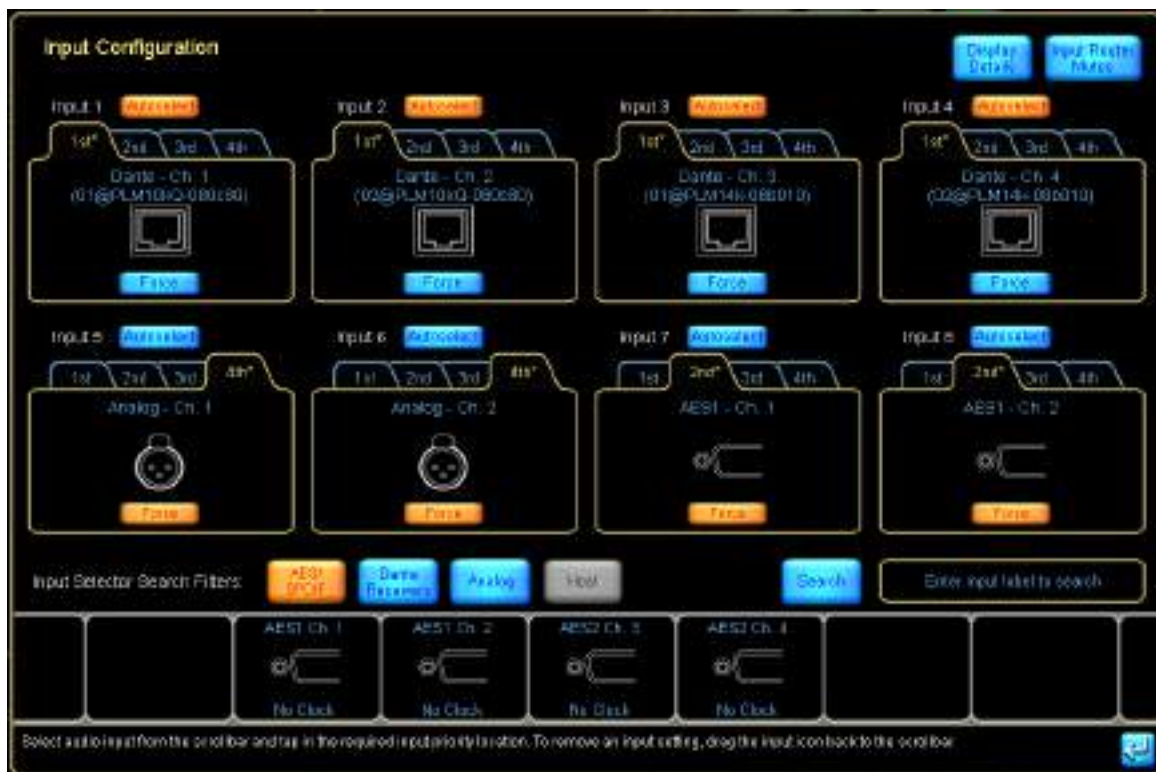 Input Configuration
Display Details
Input Router Mutes
Input 1 Autoselect
Input 2 Autoselect
Input 3 Autoselect
Input 4 Autoselect
1st* 2nd 3rd 4th
1st* 2nd 3rd 4th
1st* 2nd 3rd 4th
1st* 2nd 3rd 4th
Dante - Ch. 1
Dante - Ch. 2
Dante - Ch. 3
Dante - Ch. 4
Force
Force
Force
Force
Input 5 Autoselect
Input 6 Autoselect
Input 7 Autoselect
Input 8 Autoselect
1st 2nd 3rd 4th*
1st 2nd 3rd 4th*
1st 2nd* 3rd 4th
1st 2nd* 3rd 4th
Analog - Ch. 1
Analog - Ch. 2
AES1 - Ch. 1
AES1 - Ch. 2
Force
Force
Force
Force
Input Selector Search Filters:
AES/ SPDIF
Dante Receivers
Analog
Host
Search
Enter input label to search
AES1 Ch. 1
AES1 Ch. 2
AES2 Ch. 3
AES2 Ch. 4
No Clock
No Clock
No Clock
No Clock
Select audio input from the scrollbar and tap in the required input priority location. To remove an input setting, drag the input icon back to the scrollbar